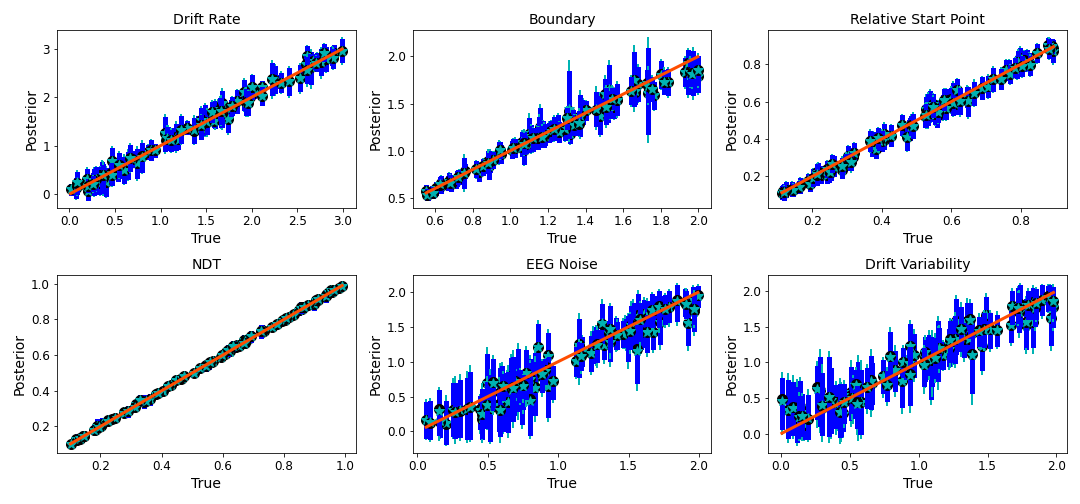 Drift Rate
Posterior
3
2
1
0
0.0 0.5 1.0 1.5 2.0 2.5 3.0
True
Boundary
Posterior
2.0
1.5
1.0
0.5
0.6 0.8 1.0 1.2 1.4 1.6 1.8 2.0
True
Relative Start Point
Posterior
0.8
0.6
0.4
0.2
0.2 0.4 0.6 0.8
True
NDT
Posterior
1.0
0.8
0.6
0.4
0.2
0.2 0.4 0.6 0.8 1.0
True
EEG Noise
Posterior
2.0
1.5
1.0
0.5
0.0
0.0 0.5 1.0 1.5 2.0
True
Drift Variability
Posterior
2.0
1.5
1.0
0.5
0.0
0.0 0.5 1.0 1.5 2.0
True